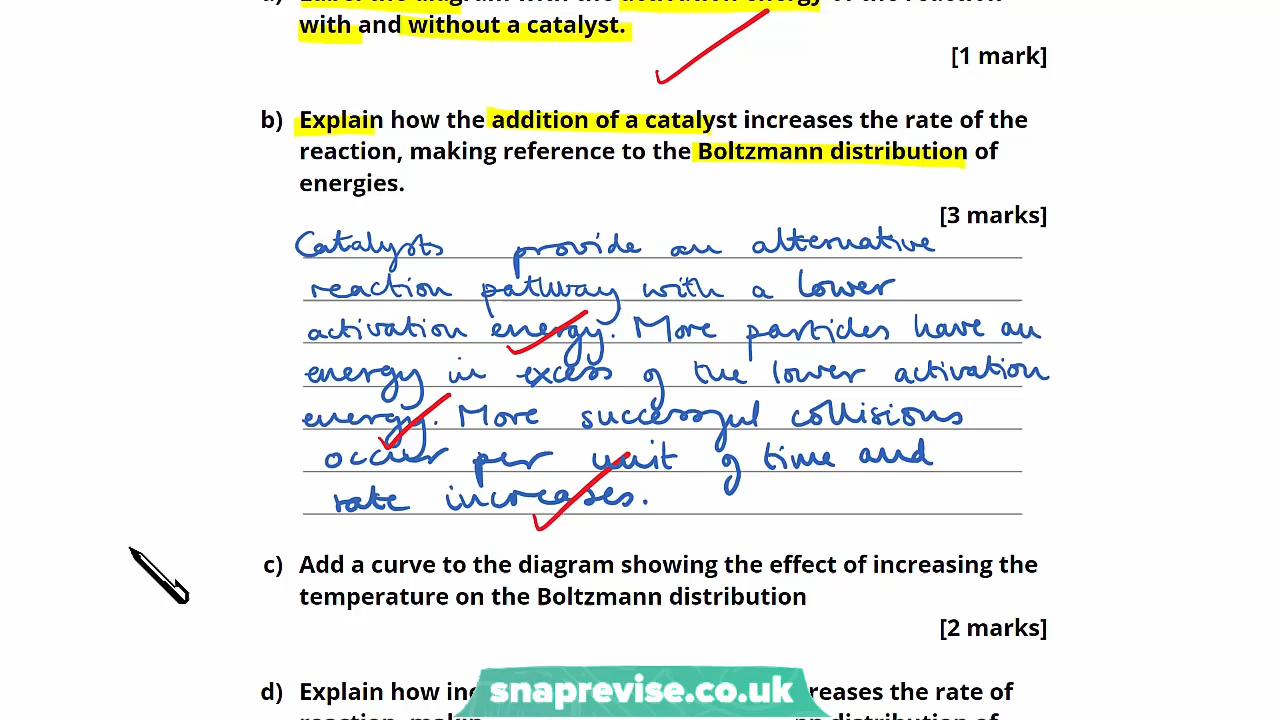 with and without a catalyst.
[1 mark]
b) Explain how the addition of a catalyst increases the rate of the
reaction, making reference to the Boltzmann distribution of
energies.
[3 marks]
Catalysts provide an alternative
reaction pathway with a lower
activation energy. More particles have an
energy in excess of the lower activation
energy. More successful collisions
occur per unit of time and
rate increases.
c) Add a curve to the diagram showing the effect of increasing the
temperature on the Boltzmann distribution
[2 marks]
d) Explain how in reases the rate of
snaprevise.co.uk